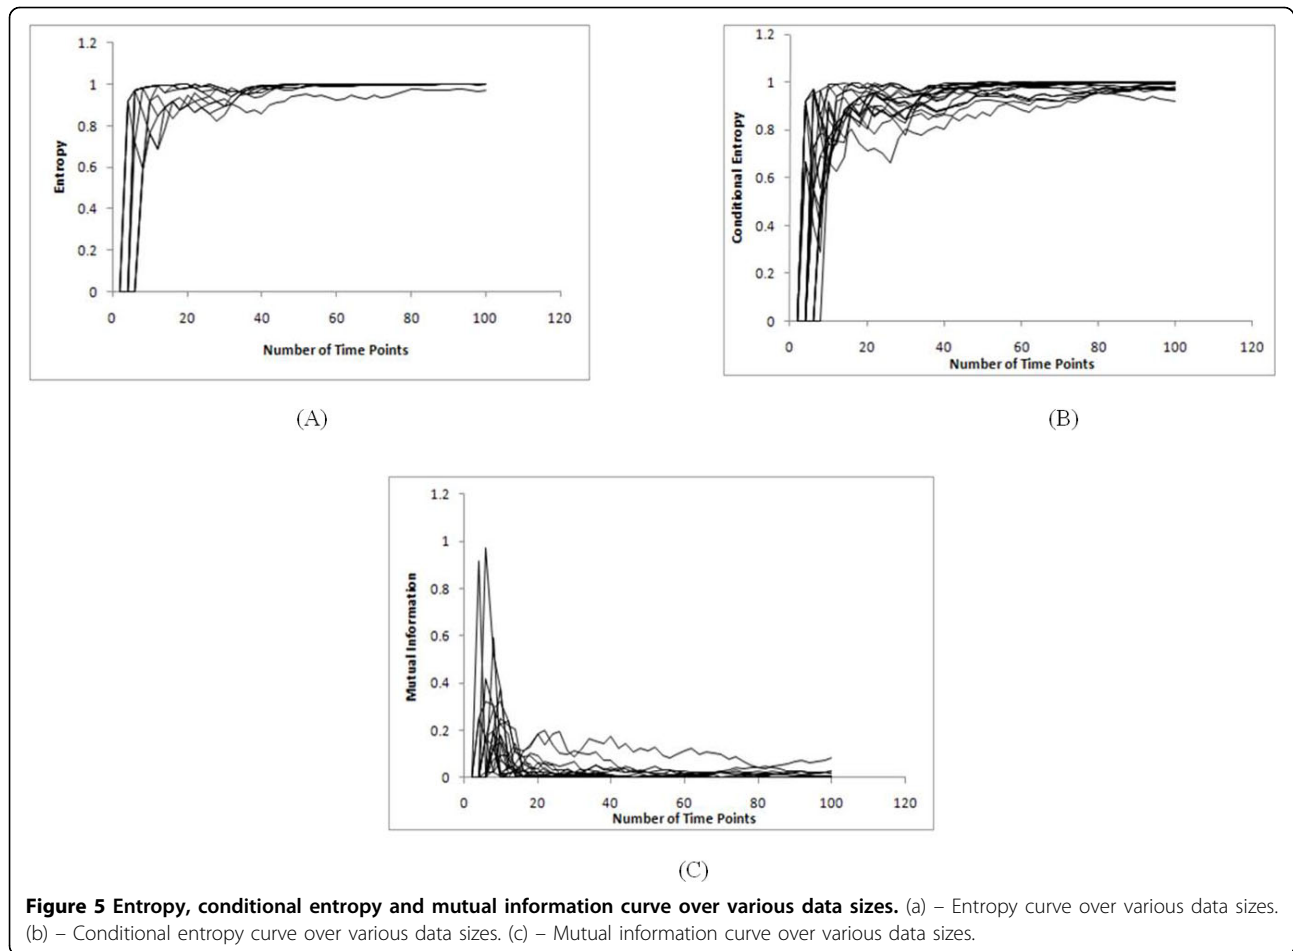 1.2
1
0.8
0.6
0.4
0.2
0
Entropy
0 20 40 60 80 100 120
Number of Time Points
(A)
1.2
1
0.8
0.6
0.4
0.2
0
Conditional Entropy
0 20 40 60 80 100 120
Number of Time Points
(B)
1.2
1
0.8
0.6
0.4
0.2
0
Mutual Information
0 20 40 60 80 100 120
Number of Time Points
(C)
Figure 5 Entropy, conditional entropy and mutual information curve over various data sizes. (a) – Entropy curve over various data sizes.
(b) – Conditional entropy curve over various data sizes. (c) – Mutual information curve over various data sizes.